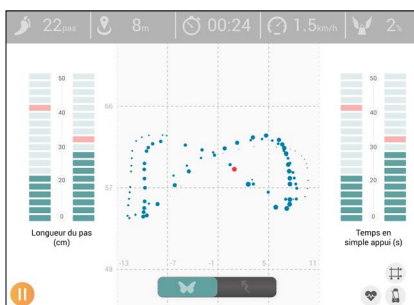 22pas 8m 00:24 1.5km/h 2%
50 50
40 40
30 66 30
20 20
57
0 0
Longueur du pas
(cm)
Temps en
simple appui (s)
48 -13 -7 -1 5 11